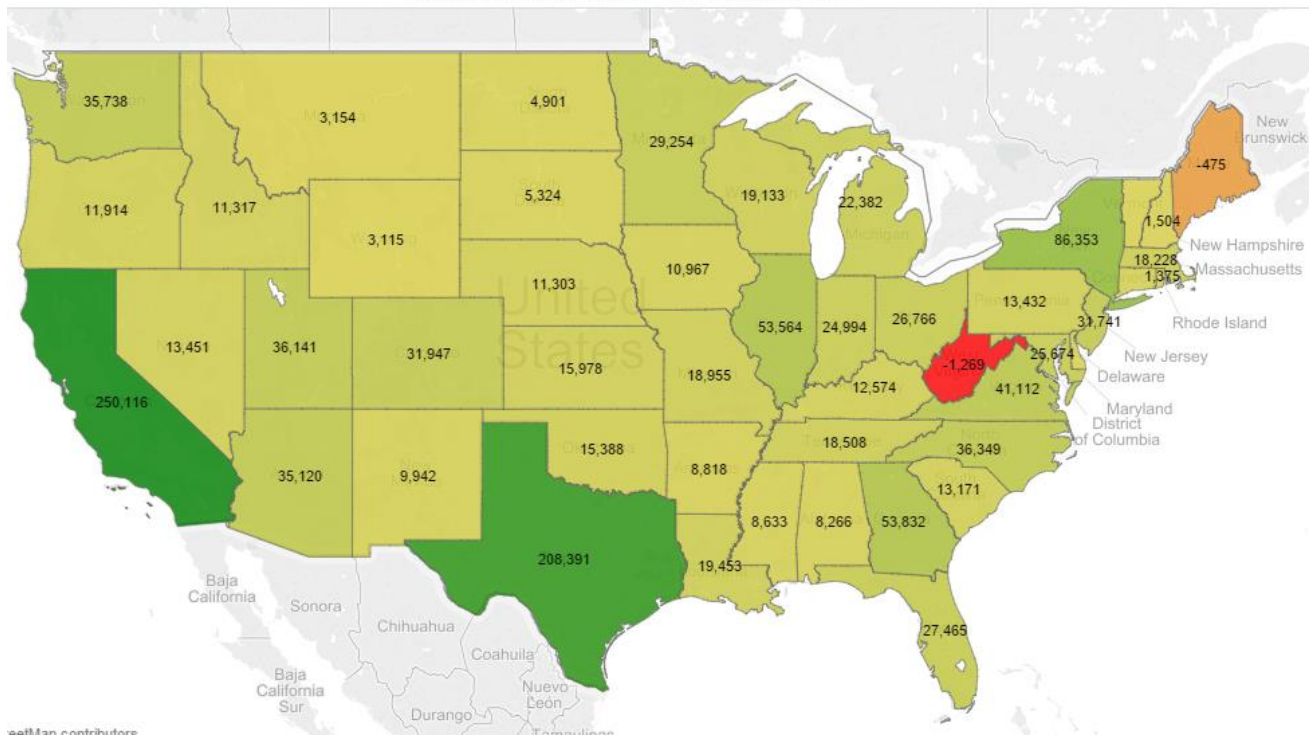 35,738
3,154
4,901
29,254
New
Brunswick
-475
11,914
11,317
5,324
19,133
22,382
Michigan
1,504
3,115
86,353
New Hampshire
18,228
Massachusetts
1,375
11,303
10,967
United
States
13,432
Rhode Island
53,564
24,994
26,766
31,741
13,451
36,141
31,947
New Jersey
25,674
-1,269
Delaware
15,978
18,955
12,574
41,112
250,116
Maryland
District
of Columbia
18,508
36,349
15,388
35,120
9,942
8,818
13,171
8,633
8,266
53,832
208,391
19,453
Baja
California
Sonora
Chihuahua
27,465
Coahuila
Baja
California
Sur
Nuevo
León
Durango
Tamaulipas
eetMap contributors